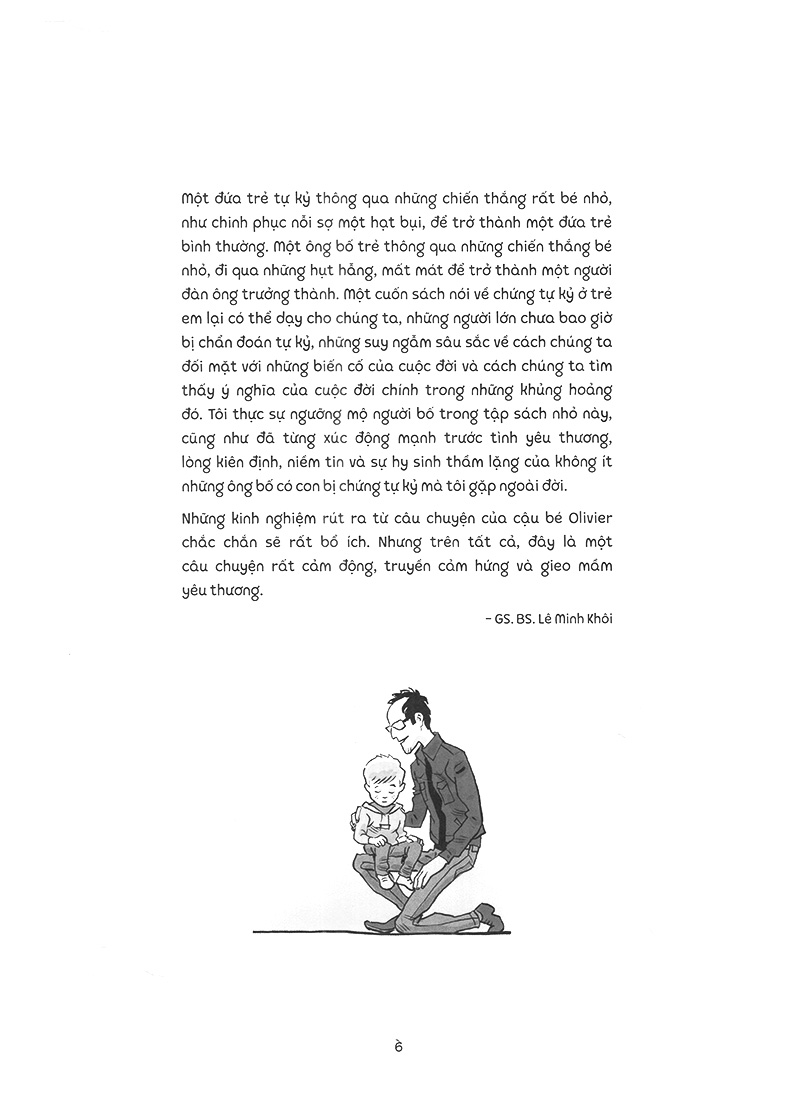 Một đứa trẻ tự kỷ thông qua những chiến thắng rất bé nhỏ,
như chinh phục nỗi sợ một hạt bụi, để trở thành một đứa trẻ
bình thường. Một ông bố trẻ thông qua những chiến thắng bé
nhỏ, đi qua những hụt hẫng, mất mát để trở thành một người
đàn ông trưởng thành. Một cuốn sách nói về chứng tự kỷ ở trẻ
em lại có thể dạy cho chúng ta, những người lớn chưa bao giờ
bị chẩn đoán tự kỷ, những suy ngẫm sâu sắc về cách chúng ta
đối mặt với những biến cố của cuộc đời và cách chúng ta tìm
thấy ý nghĩa của cuộc đời chính trong những khủng hoảng
đó. Tôi thực sự ngưỡng mộ người bố trong tập sách nhỏ này,
cũng như đã từng xúc động mạnh trước tình yêu thương,
lòng kiên định, niềm tin và sự hy sinh thầm lặng của không ít
những ông bố có con bị chứng tự kỷ mà tôi gặp ngoài đời.
Những kinh nghiệm rút ra từ câu chuyện của cậu bé Olivier
chắc chắn sẽ rất bổ ích. Nhưng trên tất cả, đây là một
câu chuyện rất cảm động, truyền cảm hứng và gieo mầm
yêu thương.
– GS. BS. Lê Minh Khôi
6